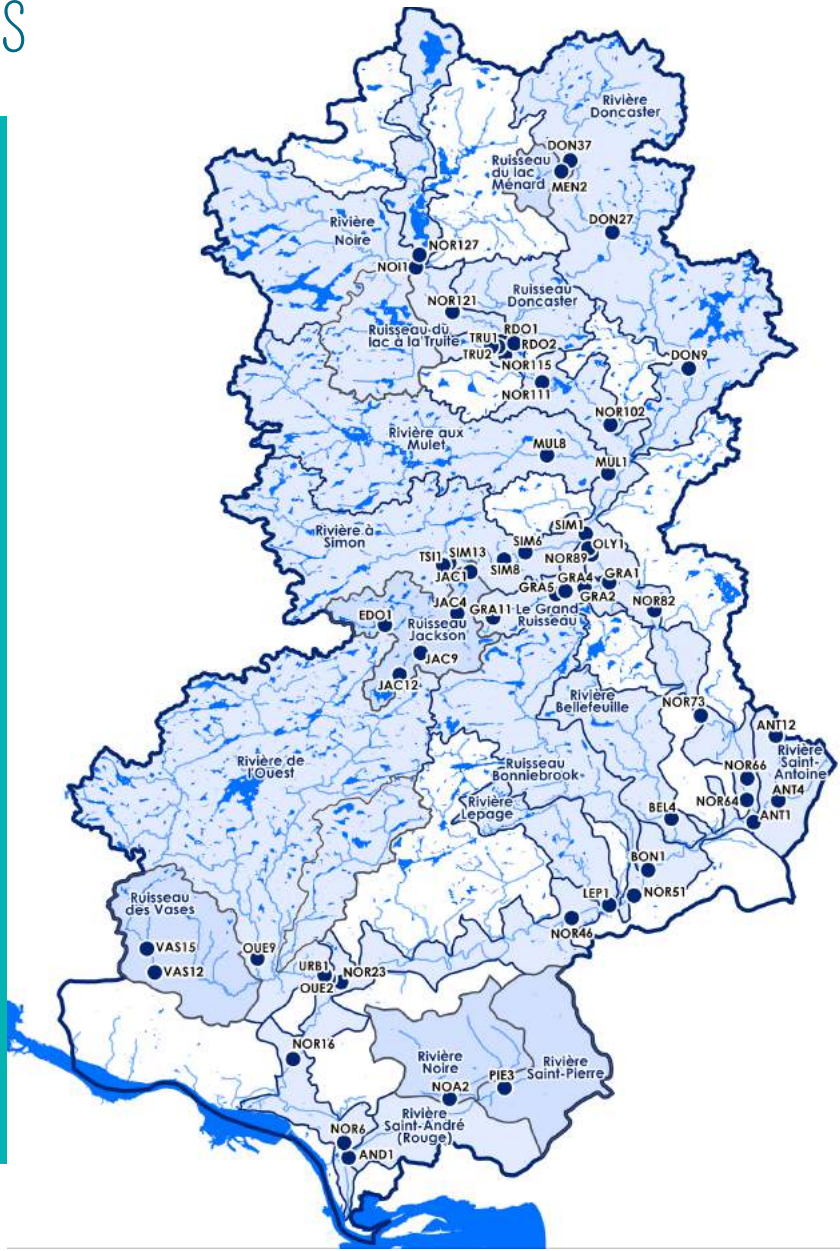 S
Rivière
Doncaster
DON37
Ruisseau
du lac
Ménard
MEN2
DON27
Rivière
Noire
NOR127
NOI1
Ruisseau
Doncaster
NOR121
Ruisseau du
lac à la Truite
TRU1
RDO1
RDO2
TRU2
NOR115
DON9
NOR111
NOR102
Rivière aux
Mulet
MUL8
MUL1
Rivière à
Simon
SIM1
SIM6
OLY1
TSI1
SIM13
SIM8
NOR89
JAC1
GRA4
GRA1
GRA5
GRA2
JAC4
GRA11
Le Grand
Ruisseau
NOR82
EDO1
Ruisseau
Jackson
JAC9
JAC12
Rivière
Bellefeuille
NOR73
ANT12
Rivière
Saint-
Antoine
Rivière de
l'Ouest
Ruisseau
Bonniebrook
NOR66
Rivière
Lepage
NOR64
ANT4
BEL4
ANT1
BON1
Ruisseau
des Vases
LEP1
NOR51
NOR46
VAS15
OUE9
VAS12
URB1
NOR23
OUE2
NOR16
Rivière
Noire
Rivière
Saint-Pierre
PIE3
NOA2
Rivière
Saint-André
(Rouge)
NOR6
AND1